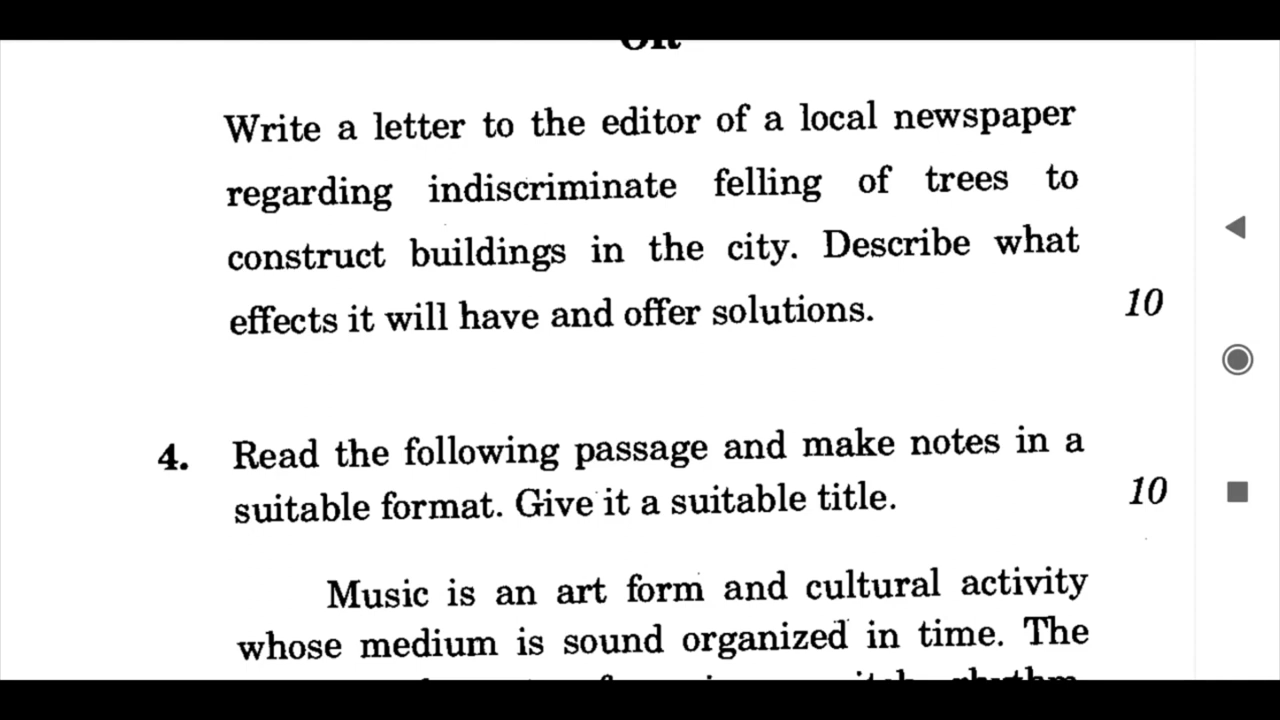 OR
Write a letter to the editor of a local newspaper
regarding indiscriminate felling of trees to
construct buildings in the city. Describe what
effects it will have and offer solutions. 10
4. Read the following passage and make notes in a
suitable format. Give it a suitable title. 10
Music is an art form and cultural activity
whose medium is sound organized in time. The